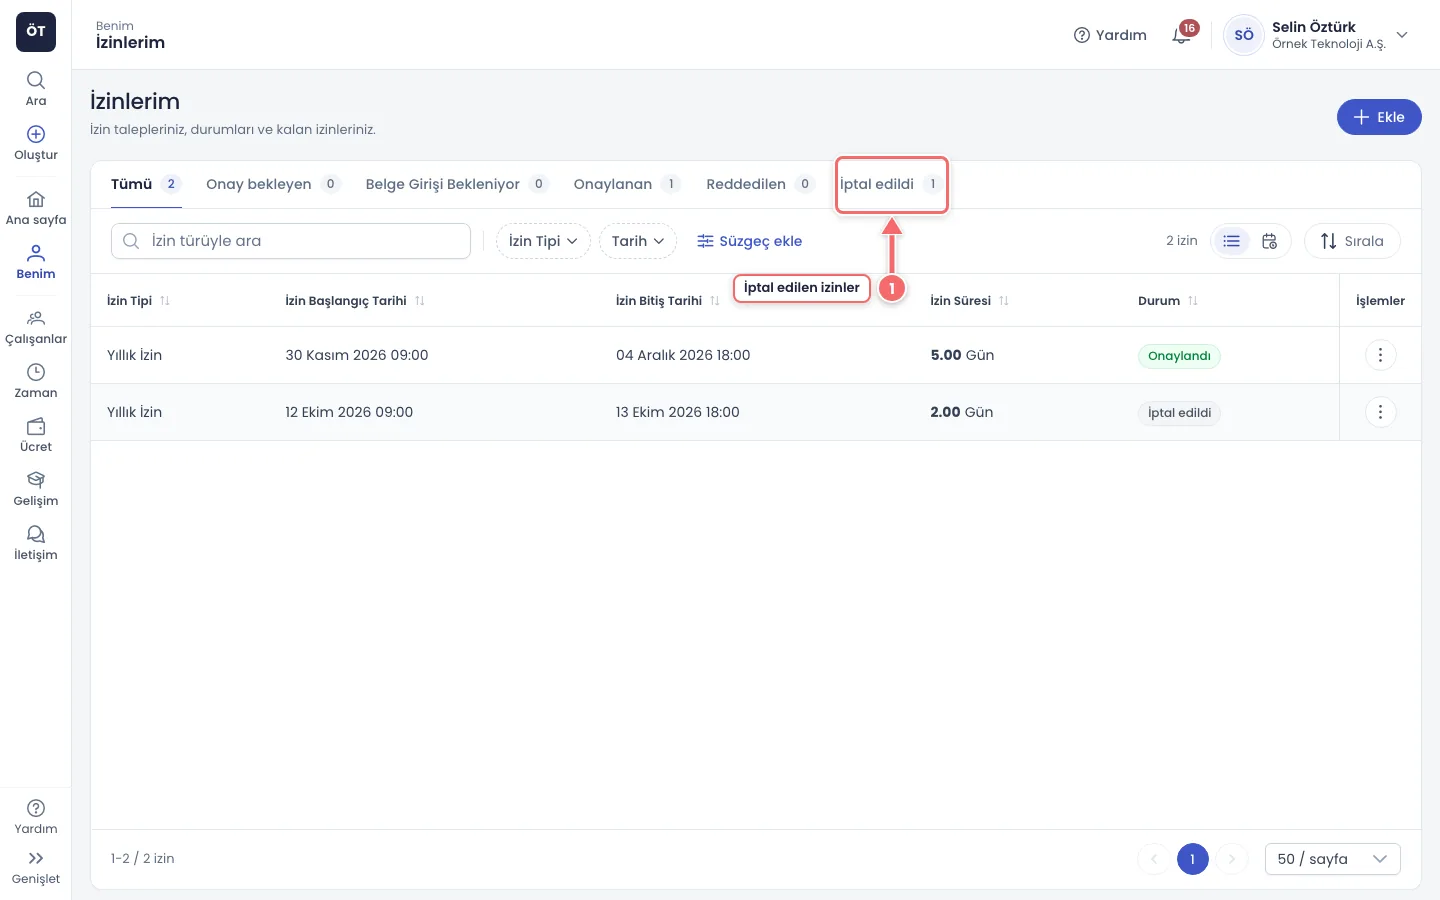 ÖT
Ara
Oluştur
Ana sayfa
Benim
Çalışanlar
Zaman
Ücret
Gelişim
İletişim
Yardım
Genişlet
Benim
İzinlerim
Yardım
16
SÖ
Selin Öztürk
Örnek Teknoloji A.Ş.
İzinlerim
İzin talepleriniz, durumları ve kalan izinleriniz.
Ekle
Tümü 2 Onay bekleyen 0 Belge Girişi Bekleniyor 0 Onaylanan 1 Reddedilen 0 İptal edildi 1
İzin türüyle ara İzin Tipi Tarih Süzgeç ekle 2 izin Sırala
İptal edilen izinler 1
İzin Tipi İzin Başlangıç Tarihi İzin Bitiş Tarihi İzin Süresi Durum İşlemler
Yıllık İzin 30 Kasım 2026 09:00 04 Aralık 2026 18:00 5.00 Gün Onaylandı
Yıllık İzin 12 Ekim 2026 09:00 13 Ekim 2026 18:00 2.00 Gün İptal edildi
1-2 / 2 izin 1 50 / sayfa